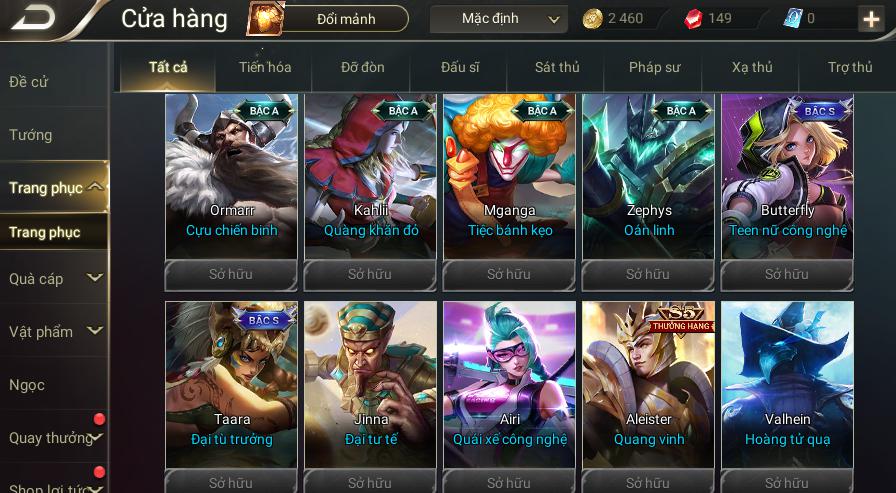 Cửa hàng
Đổi mảnh
Mặc định
2 460
149
0
Đề cử
Tướng
Trang phục
Trang phục
Quà cáp
Vật phẩm
Ngọc
Quay thưởng
Shop lợi tức
Tất cả
Tiến hóa
Đỡ đòn
Đấu sĩ
Sát thủ
Pháp sư
Xạ thủ
Trợ thủ
BẬC A
Ormarr
Cựu chiến binh
Sở hữu
BẬC A
Kahlii
Quàng khăn đỏ
Sở hữu
BẬC A
Mganga
Tiệc bánh kẹo
Sở hữu
BẬC A
Zephys
Oán linh
Sở hữu
BẬC S
Butterfly
Teen nữ công nghệ
Sở hữu
BẬC S
Taara
Đại tù trưởng
Sở hữu
Jinna
Đại tư tế
Sở hữu
Airi
Quái xế công nghệ
Sở hữu
S5
THƯỞNG HẠNG
Aleister
Quang vinh
Sở hữu
Valhein
Hoàng tử quạ
Sở hữu